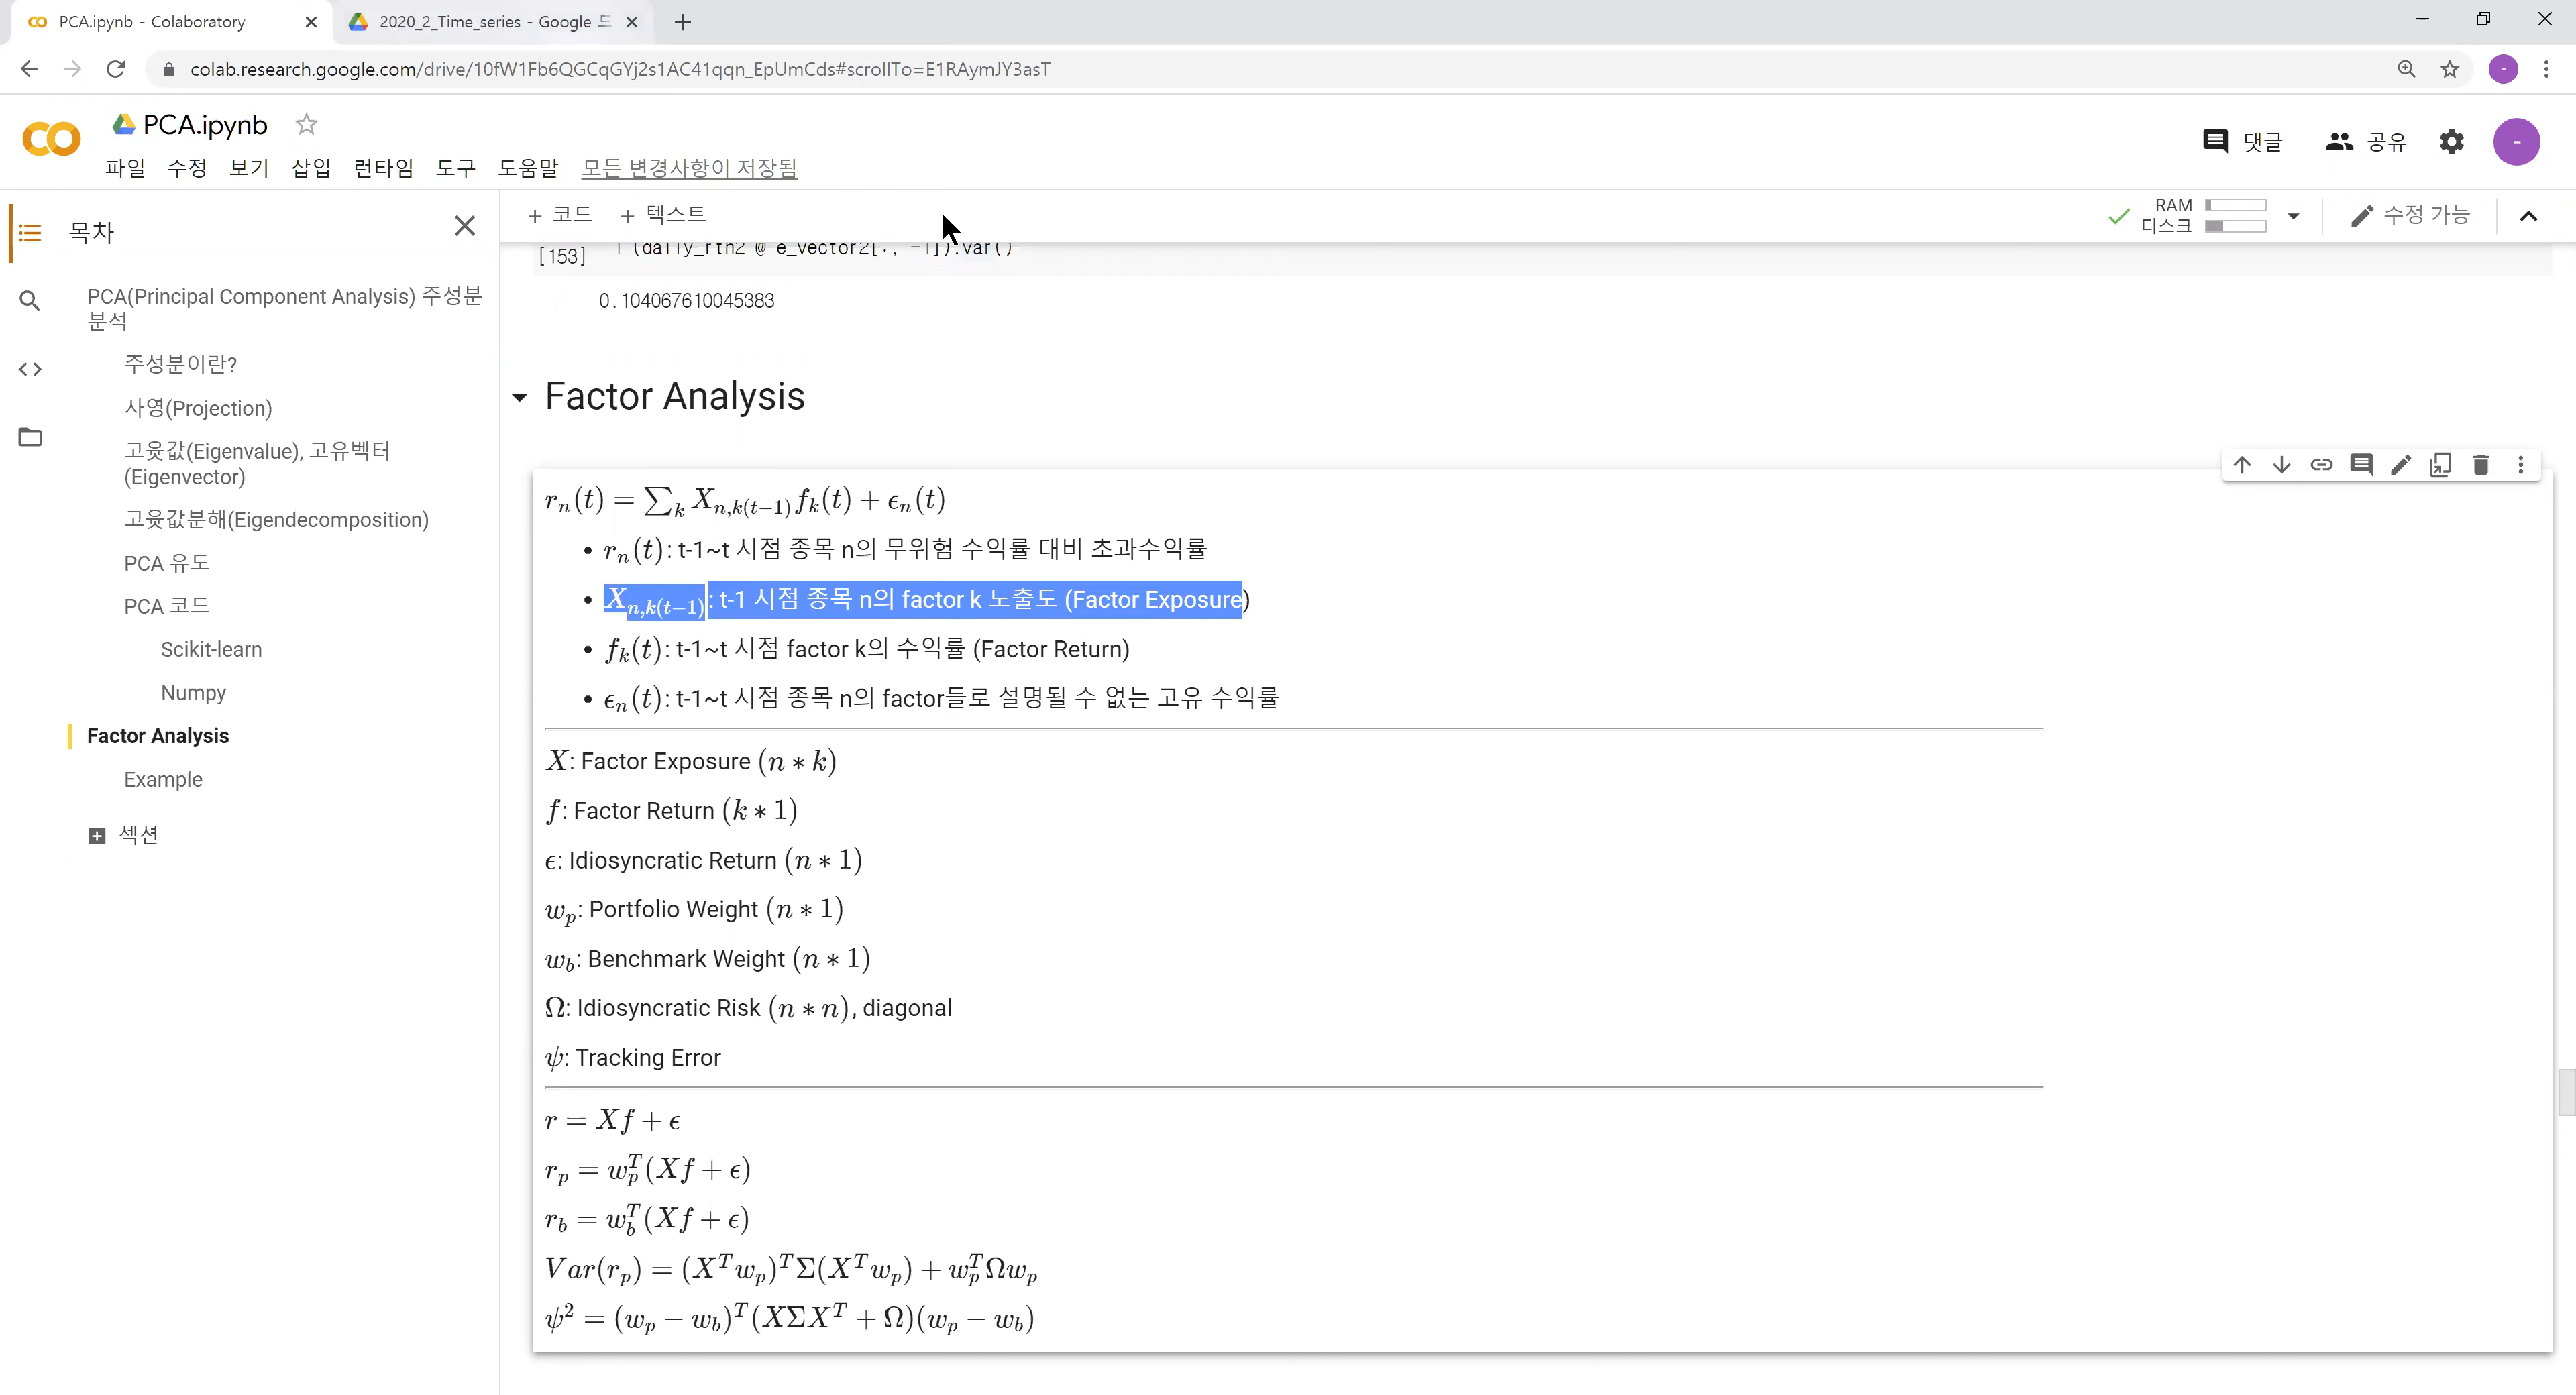 PCA.ipynb - Colaboratory
2020_2_Time_series - Google 드
colab.research.google.com/drive/10fW1Fb6QGCqGYj2s1AC41qqn_EpUmCds#scrollTo=E1RAymJY3asT
PCA.ipynb
댓글 공유
파일 수정 보기 삽입 런타임 도구 도움말 모든 변경사항이 저장됨
목차
+ 코드 + 텍스트
RAM
디스크
수정 가능
PCA(Principal Component Analysis) 주성분
분석
주성분이란?
사영(Projection)
고윳값(Eigenvalue), 고유벡터
(Eigenvector)
고윳값분해(Eigendecomposition)
PCA 유도
PCA 코드
Scikit-learn
Numpy
Factor Analysis
Example
섹션
[153] 1 (daily_rtn2 @ e_vector2[:, -1]).var()
0.104067610045383
Factor Analysis
r_n(t) = ∑_k X_{n,k(t−1)} f_k(t) + ϵ_n(t)
• r_n(t): t-1~t 시점 종목 n의 무위험 수익률 대비 초과수익률
• X_{n,k(t−1)}: t-1 시점 종목 n의 factor k 노출도 (Factor Exposure)
• f_k(t): t-1~t 시점 factor k의 수익률 (Factor Return)
• ϵ_n(t): t-1~t 시점 종목 n의 factor들로 설명될 수 없는 고유 수익률
X: Factor Exposure (n ∗ k)
f: Factor Return (k ∗ 1)
ϵ: Idiosyncratic Return (n ∗ 1)
w_p: Portfolio Weight (n ∗ 1)
w_b: Benchmark Weight (n ∗ 1)
Ω: Idiosyncratic Risk (n ∗ n), diagonal
ψ: Tracking Error
r = Xf + ϵ
r_p = w_p^T(Xf + ϵ)
r_b = w_b^T(Xf + ϵ)
Var(r_p) = (X^T w_p)^T Σ(X^T w_p) + w_p^T Ω w_p
ψ^2 = (w_p − w_b)^T (XΣX^T + Ω)(w_p − w_b)